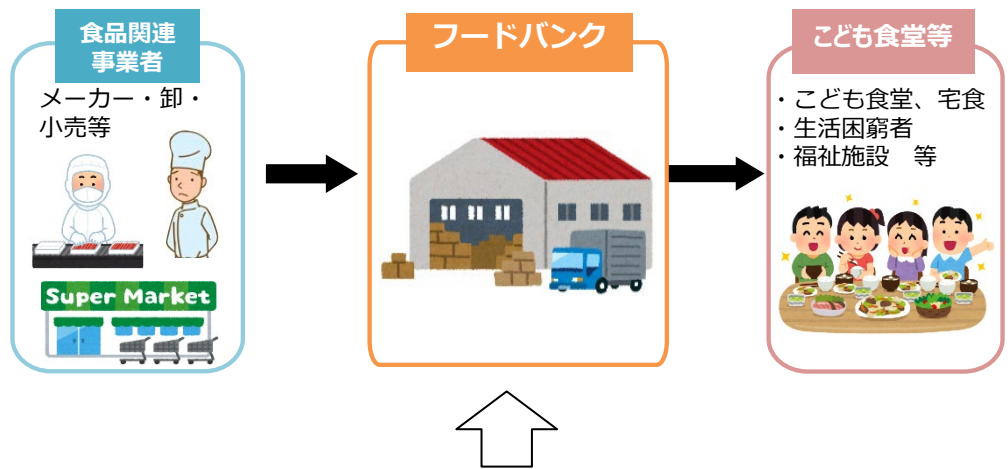 食品関連
事業者
メーカー・卸・
小売等
Super Market
フードバンク
こども食堂等
・こども食堂、宅食
・生活困窮者
・福祉施設　等